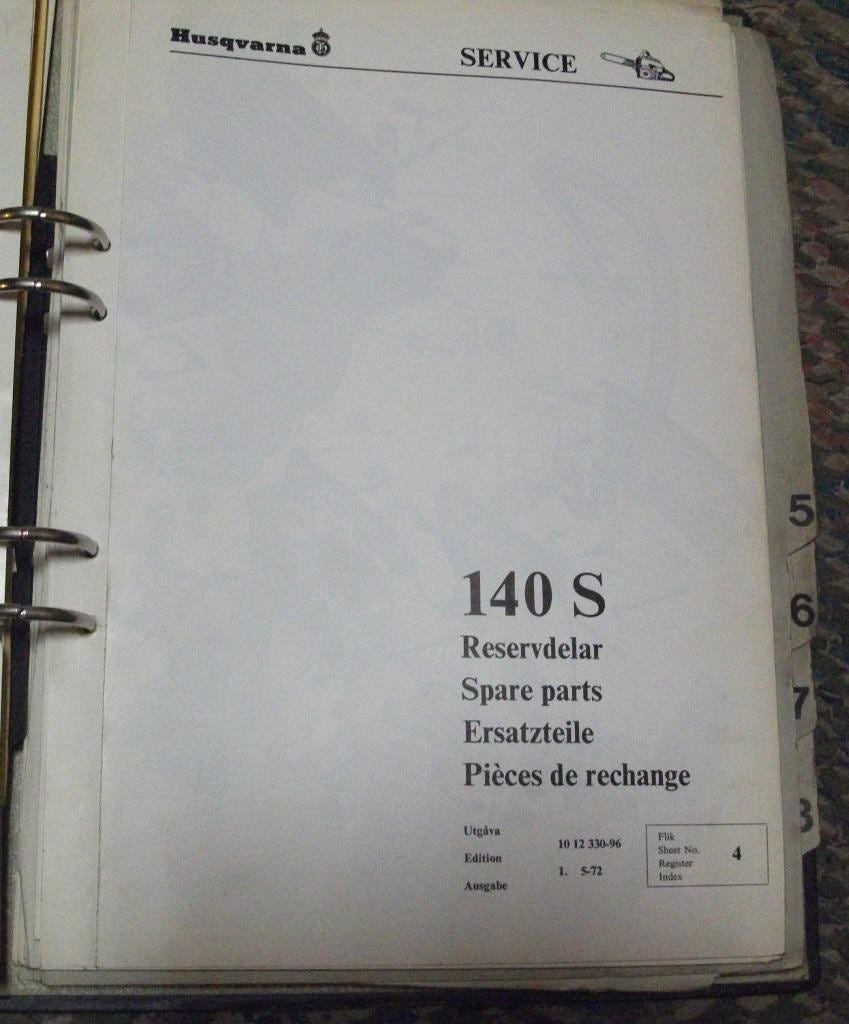 Husqvarna
SERVICE
140 S
Reservdelar
Spare parts
Ersatzteile
Pièces de rechange
Utgåva
Edition
Ausgabe
10 12 330-96
1. 5-72
Flik
Sheet No.
Register
Index
4
5
6
7
8